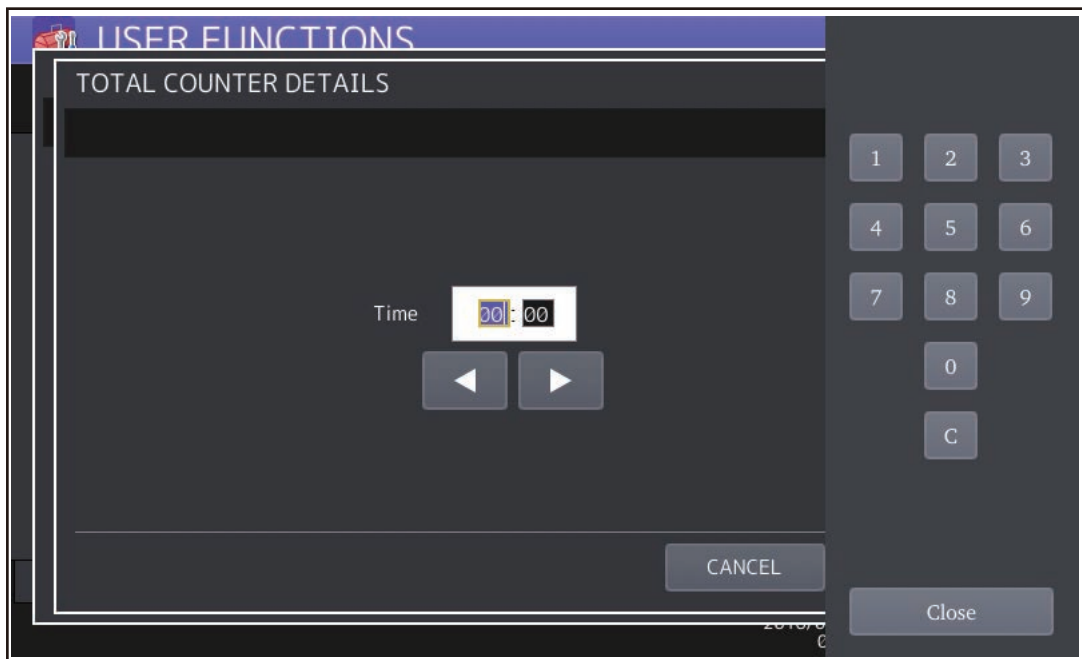 USER FUNCTIONS
TOTAL COUNTER DETAILS
1 2 3
4 5 6
Time 00 : 00
7 8 9
0
C
CANCEL
Close